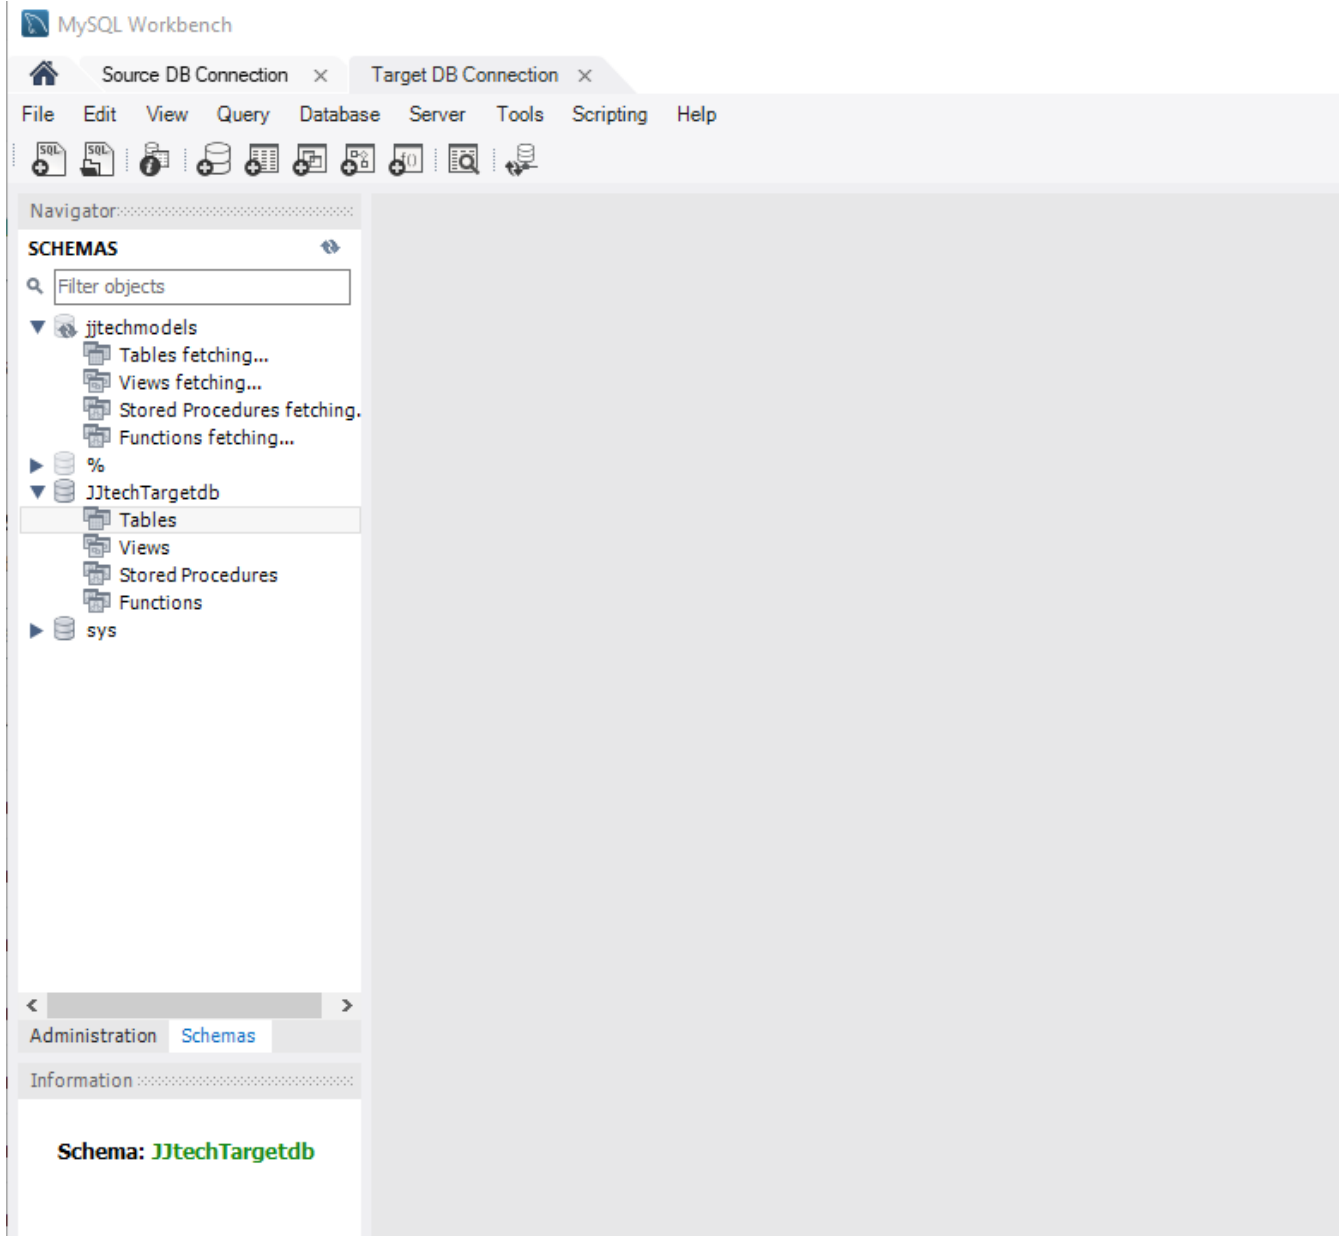 MySQL Workbench
Source DB Connection Target DB Connection
File Edit View Query Database Server Tools Scripting Help
SQL SQL f()
Navigator
SCHEMAS
Filter objects
jjtechmodels
Tables fetching...
Views fetching...
Stored Procedures fetching.
Functions fetching...
%
JJtechTargetdb
Tables
Views
Stored Procedures
Functions
sys
Administration Schemas
Information
Schema: JJtechTargetdb